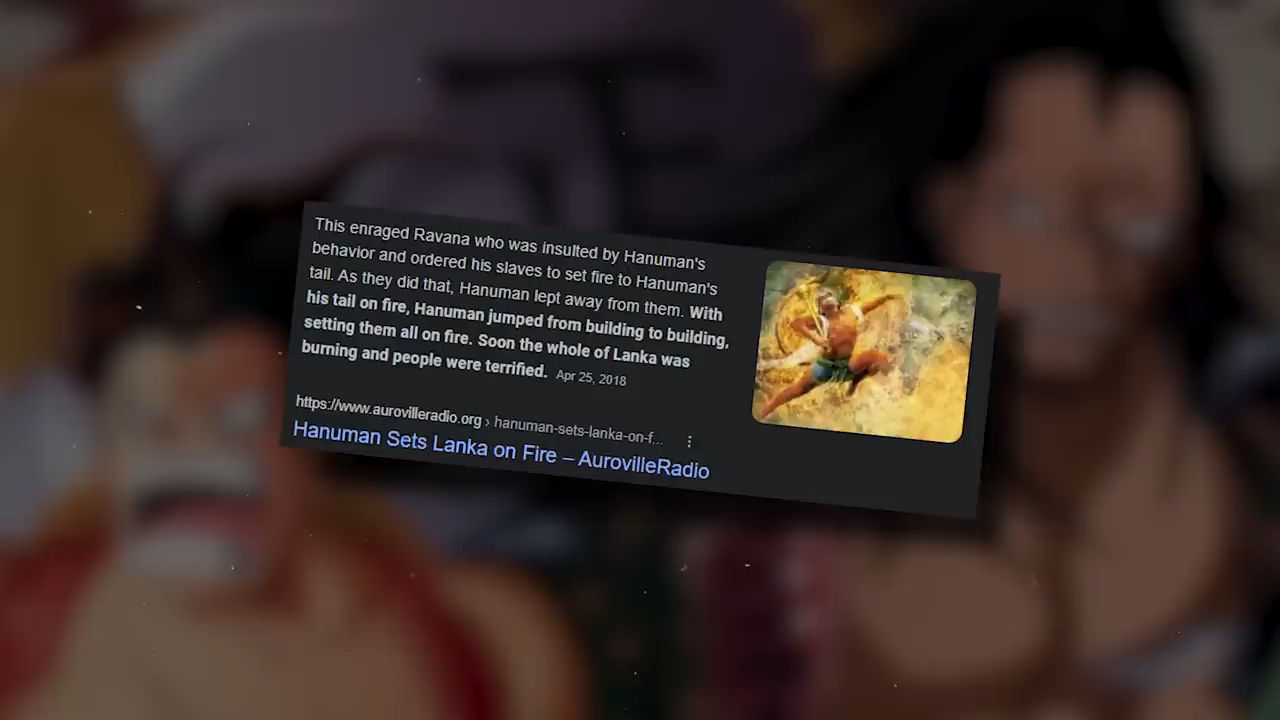 This enraged Ravana who was insulted by Hanuman's
behavior and ordered his slaves to set fire to Hanuman's
tail. As they did that, Hanuman lept away from them. With
his tail on fire, Hanuman jumped from building to building,
setting them all on fire. Soon the whole of Lanka was
burning and people were terrified. Apr 25, 2018
https://www.aurovilleradio.org › hanuman-sets-lanka-on-f...
Hanuman Sets Lanka on Fire – AurovilleRadio